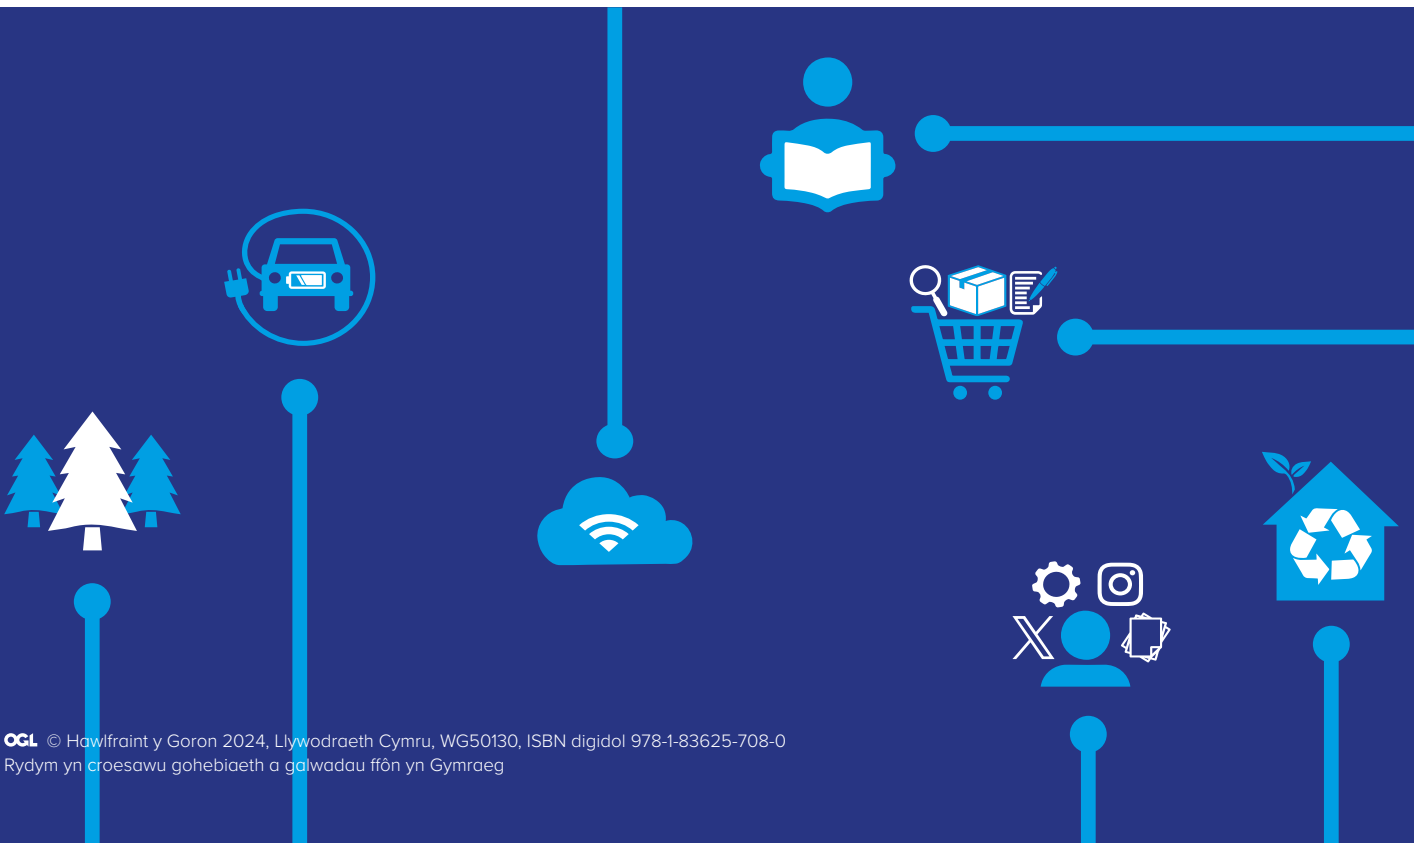 OGL © Hawlfraint y Goron 2024, Llywodraeth Cymru, WG50130, ISBN digidol 978-1-83625-708-0
Rydym yn croesawu gohebiaeth a galwadau ffôn yn Gymraeg